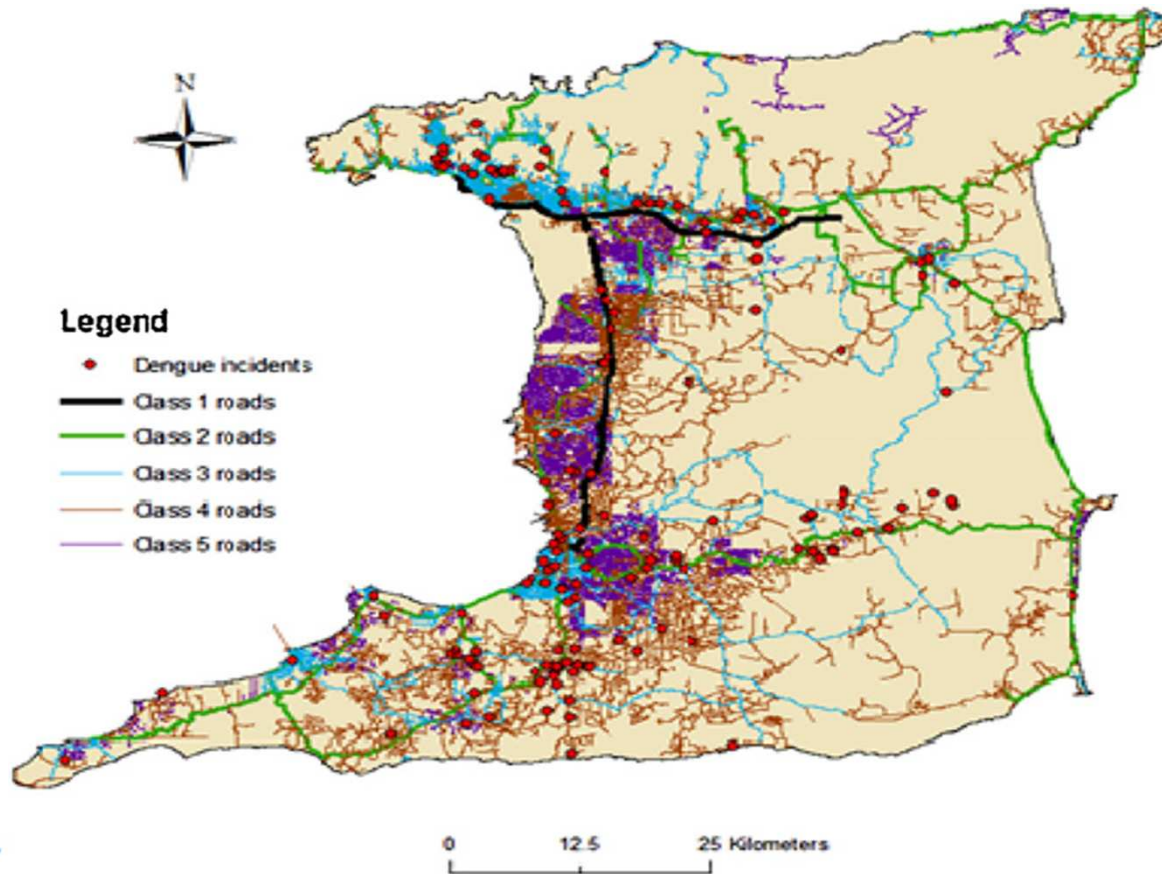 N
Legend
Dengue incidents
Class 1 roads
Class 2 roads
Class 3 roads
Class 4 roads
Class 5 roads
0 12.5 25 Kilometers